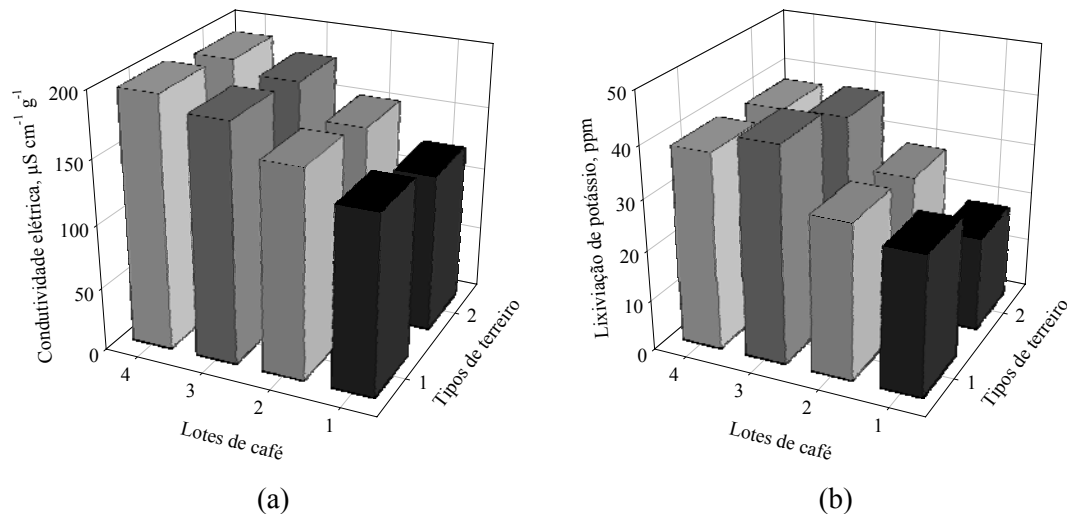 Condutividade elétrica, µS cm⁻¹ g⁻¹
200
150
100
50
0
4
3
2
1
Lotes de café
1
2
Tipos de terreiro
(a)
Lixiviação de potássio, ppm
50
40
30
20
10
0
4
3
2
1
Lotes de café
1
2
Tipos de terreiro
(b)